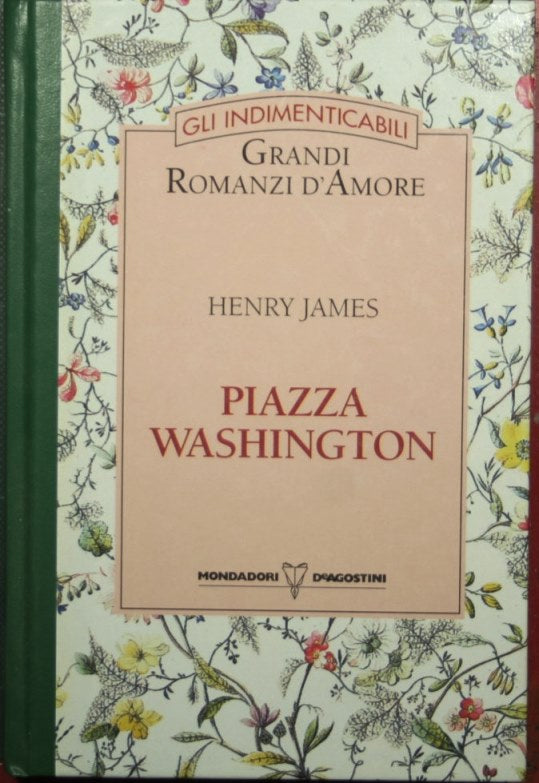 GLI INDIMENTICABILI
GRANDI
ROMANZI D'AMORE
HENRY JAMES
PIAZZA
WASHINGTON
MONDADORI DeAGOSTINI